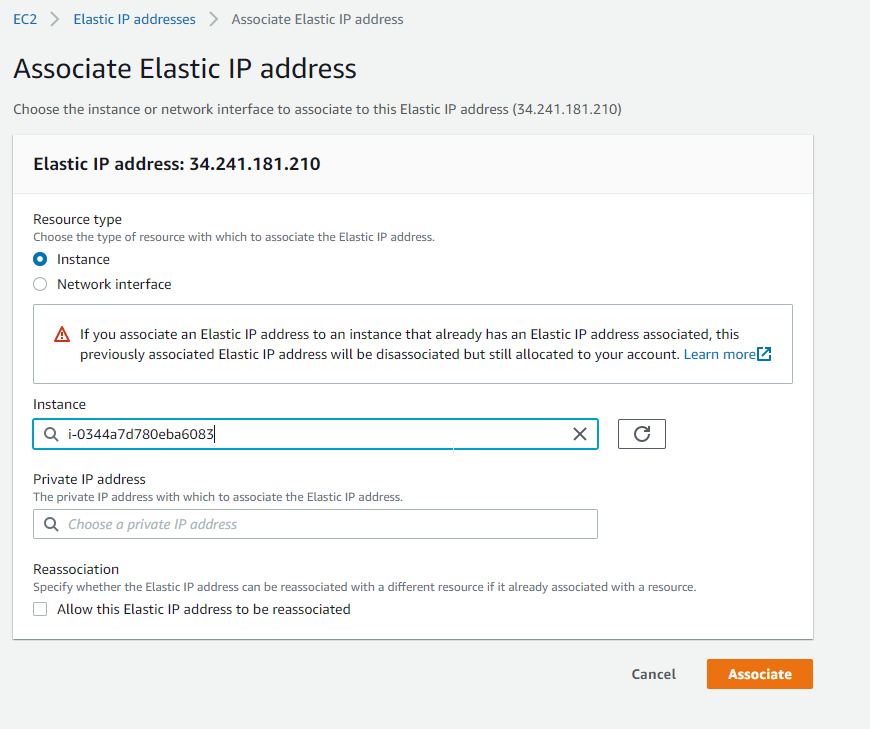 EC2 > Elastic IP addresses > Associate Elastic IP address
Associate Elastic IP address
Choose the instance or network interface to associate to this Elastic IP address (34.241.181.210)
Elastic IP address: 34.241.181.210
Resource type
Choose the type of resource with which to associate the Elastic IP address.
Instance
Network interface
If you associate an Elastic IP address to an instance that already has an Elastic IP address associated, this
previously associated Elastic IP address will be disassociated but still allocated to your account. Learn more
Instance
i-0344a7d780eba6083
Private IP address
The private IP address with which to associate the Elastic IP address.
Choose a private IP address
Reassociation
Specify whether the Elastic IP address can be reassociated with a different resource if it already associated with a resource.
Allow this Elastic IP address to be reassociated
Cancel
Associate